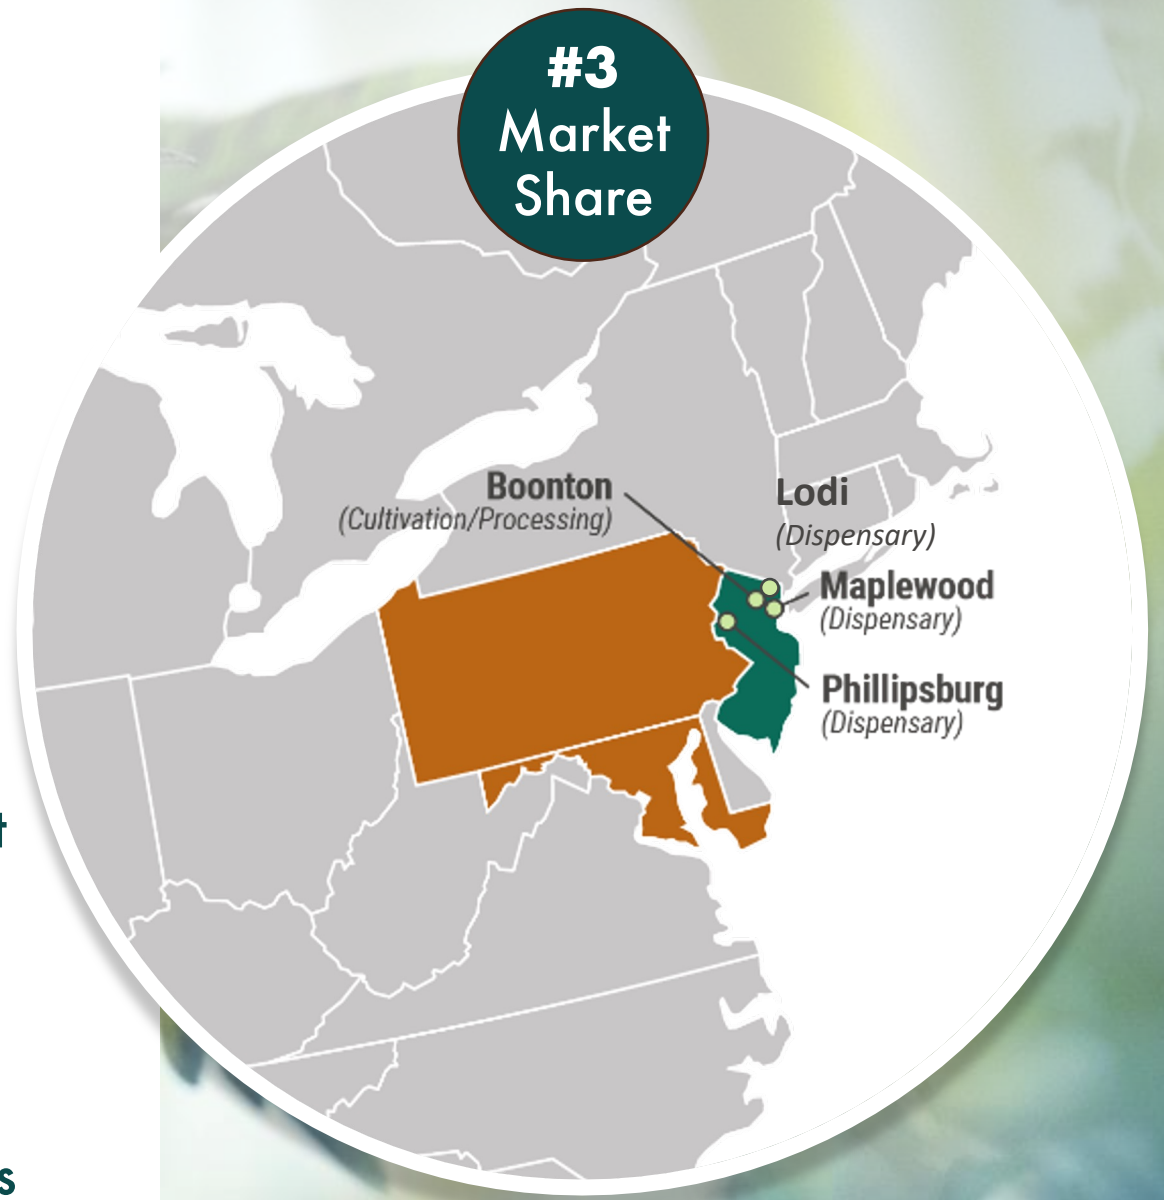 #3
Market
Share
Boonton
(Cultivation/Processing)
Lodi
(Dispensary)
Maplewood
(Dispensary)
Phillipsburg
(Dispensary)
t
s